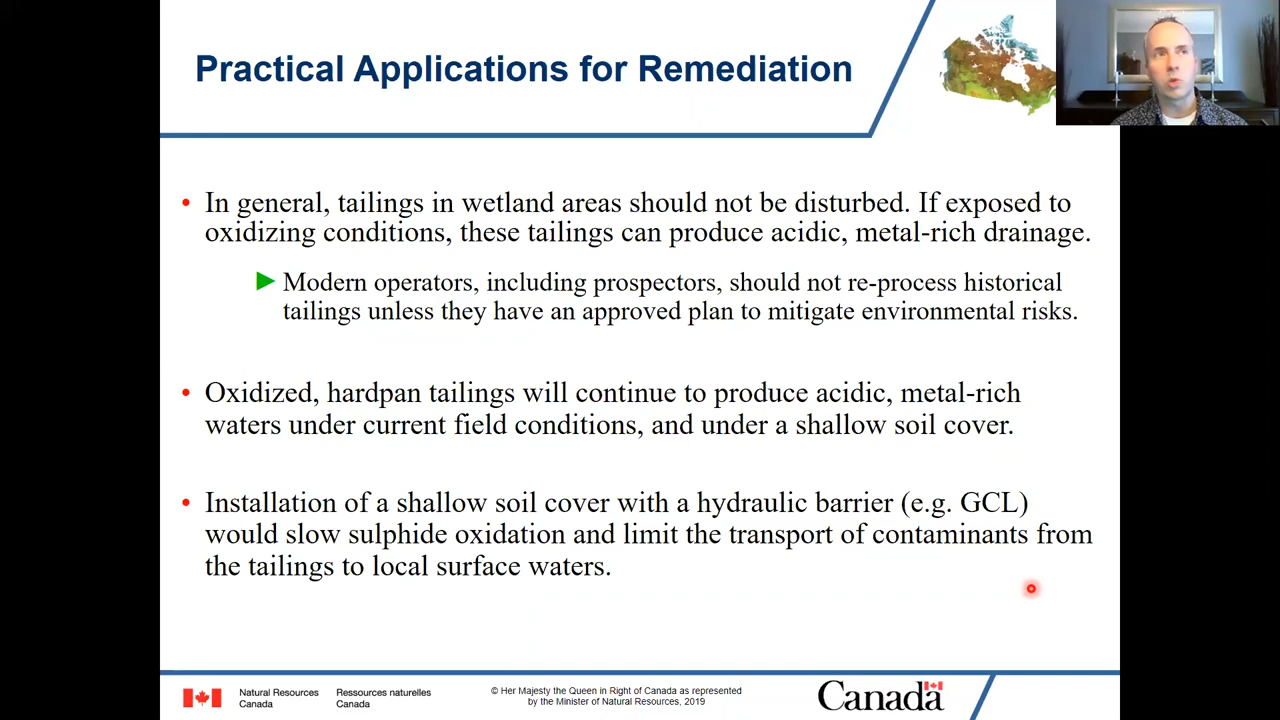 Practical Applications for Remediation
• In general, tailings in wetland areas should not be disturbed. If exposed to
oxidizing conditions, these tailings can produce acidic, metal-rich drainage.
► Modern operators, including prospectors, should not re-process historical
tailings unless they have an approved plan to mitigate environmental risks.
• Oxidized, hardpan tailings will continue to produce acidic, metal-rich
waters under current field conditions, and under a shallow soil cover.
• Installation of a shallow soil cover with a hydraulic barrier (e.g. GCL)
would slow sulphide oxidation and limit the transport of contaminants from
the tailings to local surface waters.
Natural Resources
Canada
Ressources naturelles
Canada
© Her Majesty the Queen in Right of Canada as represented
by the Minister of Natural Resources, 2019
Canada